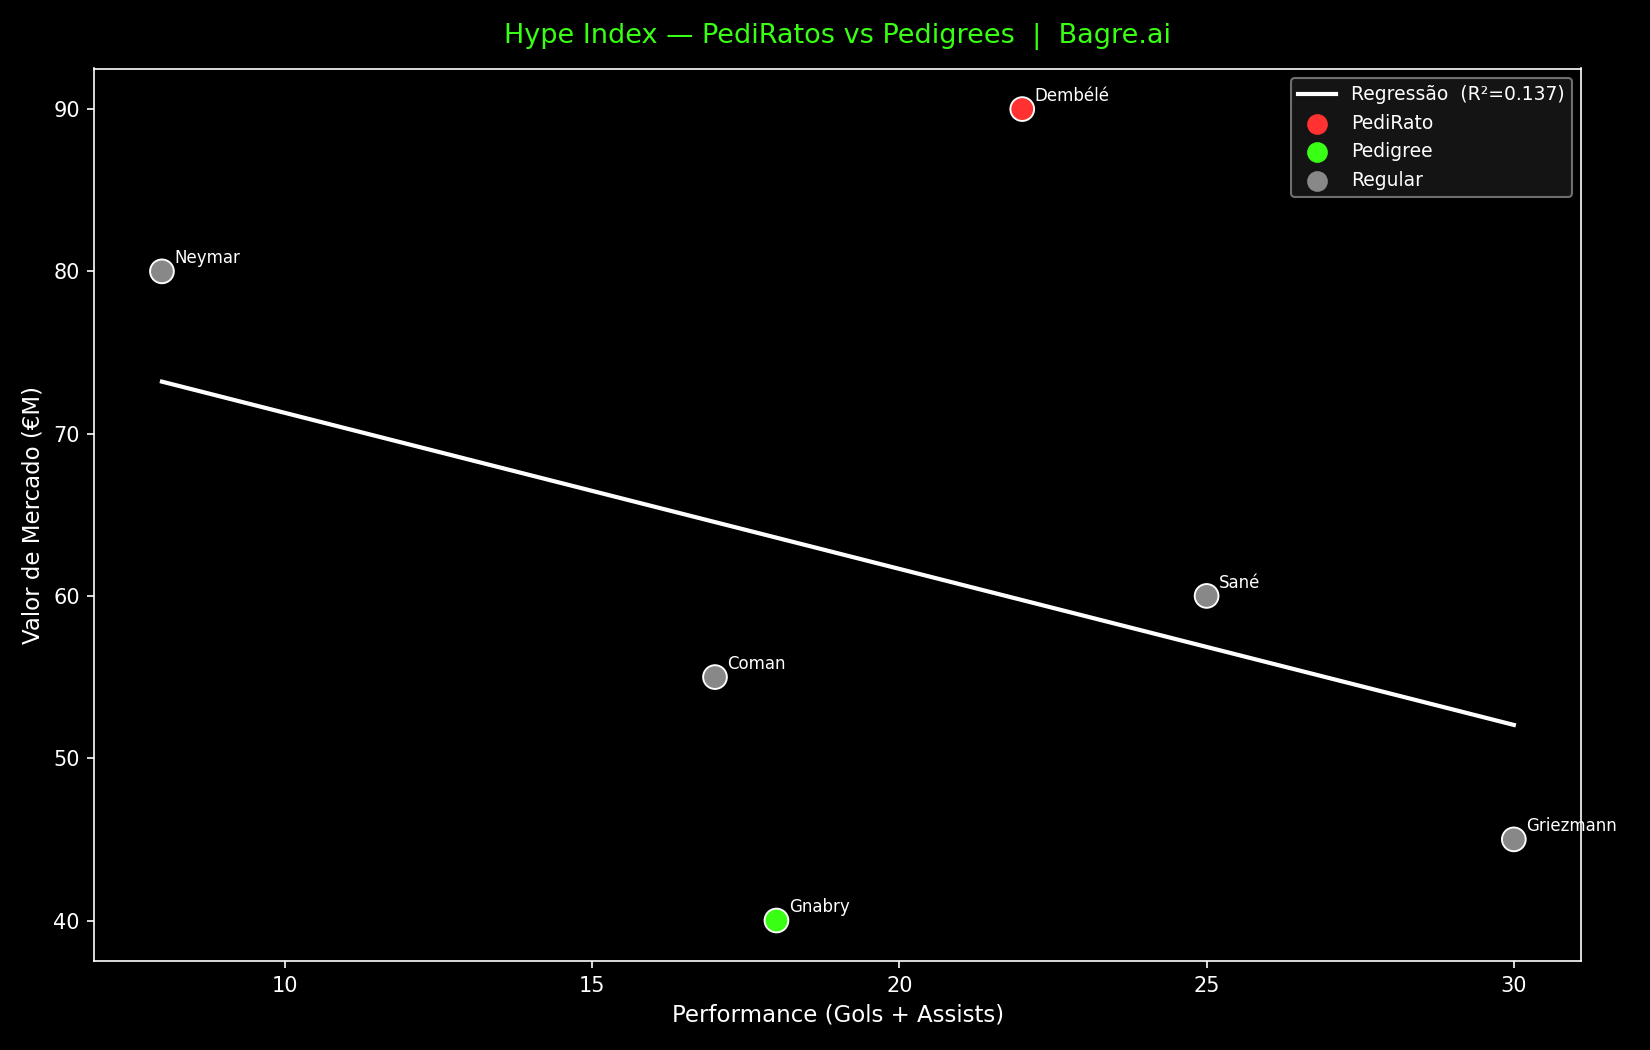 Hype Index — PediRatos vs Pedigrees | Bagre.ai
Regressão (R²=0.137)
PediRato
Pedigree
Regular
Dembélé
Neymar
Sané
Coman
Griezmann
Gnabry
90
80
70
60
50
40
Valor de Mercado (€M)
10 15 20 25 30
Performance (Gols + Assists)